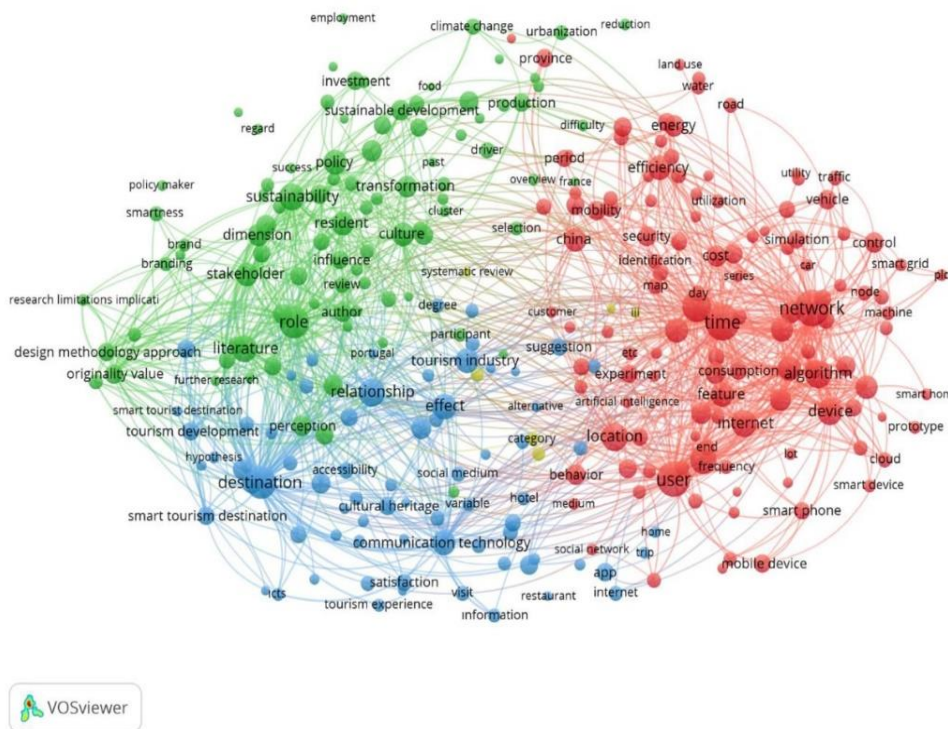 employment
climate change
urbanization
reduction
province
land use
water
investment
food
sustainable development
production
road
regard
difficulty
energy
success
policy
past
driver
period
efficiency
policy maker
sustainability
transformation
overview
france
utility
traffic
smartness
cluster
mobility
utilization
vehicle
dimension
resident
culture
selection
brand
china
security
simulation
control
branding
influence
cost
stakeholder
review
systematic review
identification
series
car
smart grid
map
research limitations implicati
degree
day
node
plc
role
author
customer
iii
time
network
machine
participant
design methodology approach
literature
portugal
tourism industry
suggestion
etc
originality value
further research
experiment
consumption
algorithm
relationship
feature
smart hom
smart tourist destination
effect
alternative
artificial intelligence
device
prototype
tourism development
perception
category
location
internet
hypothesis
end
lot
cloud
accessibility
social medium
behavior
frequency
destination
user
smart device
cultural heritage
variable
hotel
medium
smart tourism destination
smart phone
communication technology
social network
home
trip
mobile device
icts
satisfaction
visit
restaurant
app
internet
tourism experience
information
VOSviewer